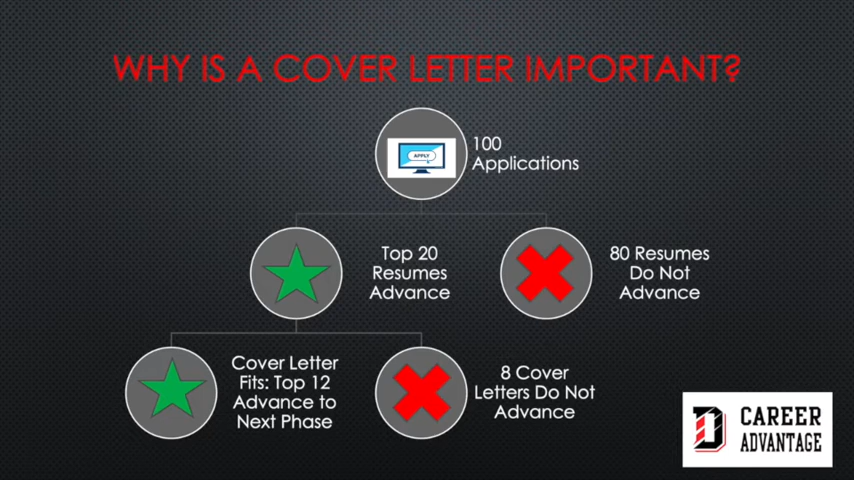 WHY IS A COVER LETTER IMPORTANT?
APPLY
100
Applications
Top 20
Resumes
Advance
80 Resumes
Do Not
Advance
Cover Letter
Fits: Top 12
Advance to
Next Phase
8 Cover
Letters Do Not
Advance
D CAREER
ADVANTAGE